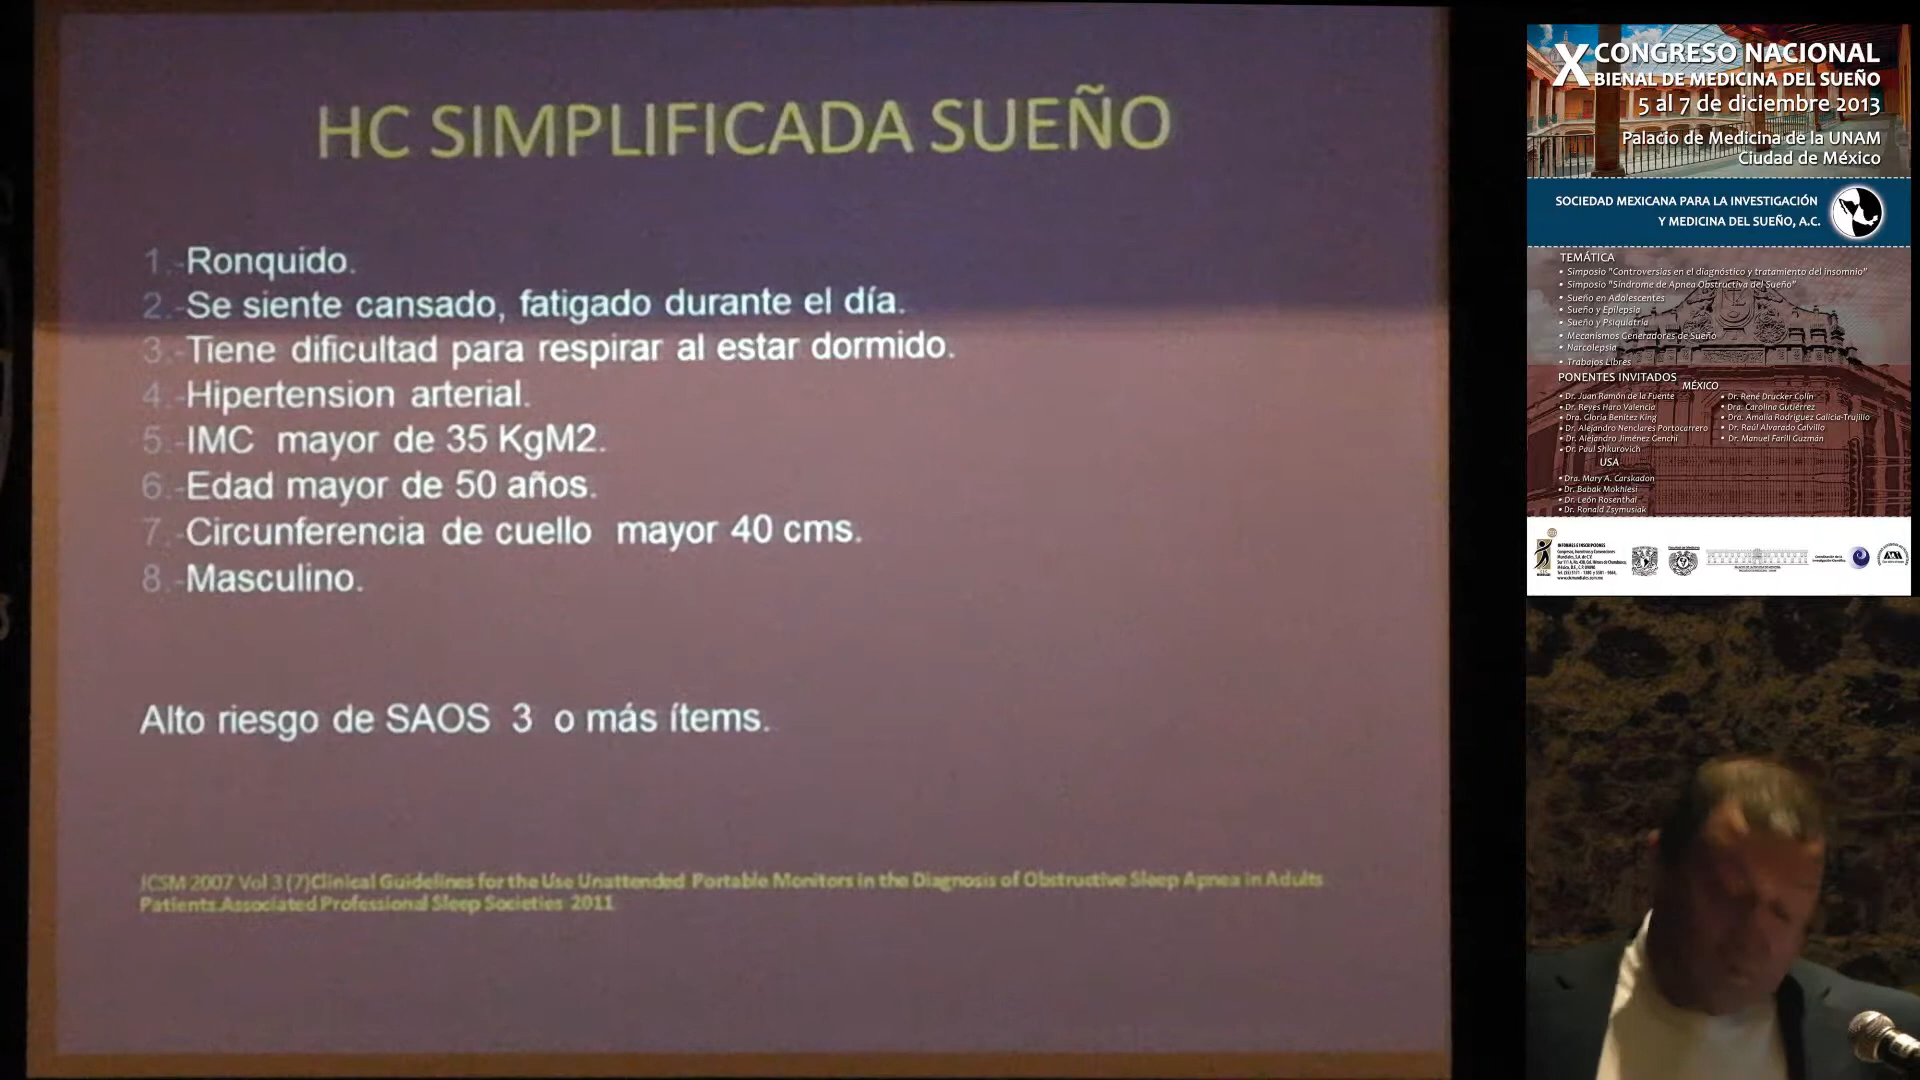 HC SIMPLIFICADA SUEÑO
1.-Ronquido.
2.-Se siente cansado, fatigado durante el día.
3.-Tiene dificultad para respirar al estar dormido.
4.-Hipertension arterial.
5.-IMC mayor de 35 KgM2.
6.-Edad mayor de 50 años.
7.-Circunferencia de cuello mayor 40 cms.
8.-Masculino.
Alto riesgo de SAOS 3 o más ítems.
JCSM 2007 Vol 3 (7)Clinical Guidelines for the Use Unattended Portable Monitors in the Diagnosis of Obstructive Sleep Apnea in Adults
Patients.Associated Professional Sleep Societies 2011
X CONGRESO NACIONAL
BIENAL DE MEDICINA DEL SUEÑO
5 al 7 de diciembre 2013
Palacio de Medicina de la UNAM
Ciudad de México
SOCIEDAD MEXICANA PARA LA INVESTIGACIÓN
Y MEDICINA DEL SUEÑO, A.C.
TEMÁTICA
• Simposio "Controversias en el diagnóstico y tratamiento del insomnio"
• Simposio "Síndrome de Apnea Obstructiva del Sueño"
• Sueño en Adolescentes
• Sueño y Epilepsia
• Sueño y Psiquiatría
• Mecanismos Generadores de Sueño
• Narcolepsia
• Trabajos Libres
PONENTES INVITADOS
MÉXICO
• Dr. Juan Ramón de la Fuente
• Dr. Reyes Haro Valencia
• Dra. Gloria Benítez King
• Dr. Alejandro Nenclares Portocarrero
• Dr. Alejandro Jiménez Genchi
• Dr. Paul Shkurovich
• Dr. René Drucker Colín
• Dra. Carolina Gutiérrez
• Dra. Amalia Rodríguez Galicia-Trujillo
• Dr. Raúl Alvarado Calvillo
• Dr. Manuel Farill Guzmán
USA
• Dra. Mary A. Carskadon
• Dr. Babak Mokhlesi
• Dr. León Rosenthal
• Dr. Ronald Zsymusiak
INFORMES E INSCRIPCIONES